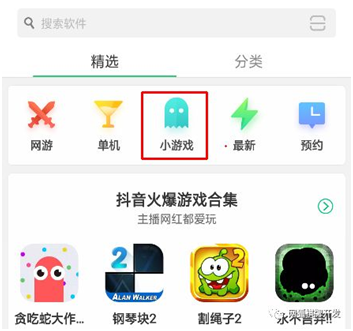 搜索软件
精选
分类
网游
单机
小游戏
最新
预约
抖音火爆游戏合集
主播网红都爱玩
2
ALAN WALKER
2
贪吃蛇大作...
钢琴块2
割绳子2
永不言弃!!